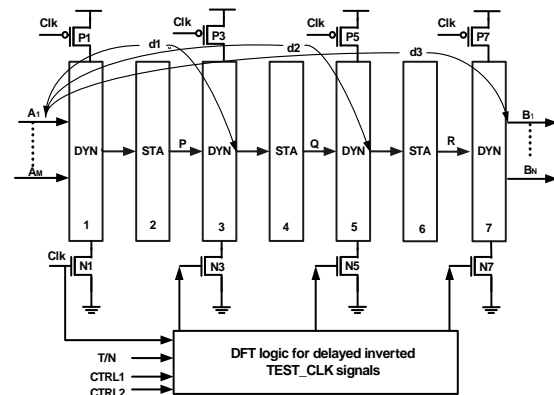 Clk P1 Clk P3 Clk P5 Clk P7
d1 d2 d3
A1 P Q R B1
DYN STA DYN STA DYN STA DYN
AM BN
1 2 3 4 5 6 7
Clk N1 N3 N5 N7
T/N
CTRL1
CTRL2
DFT logic for delayed inverted
TEST_CLK signals